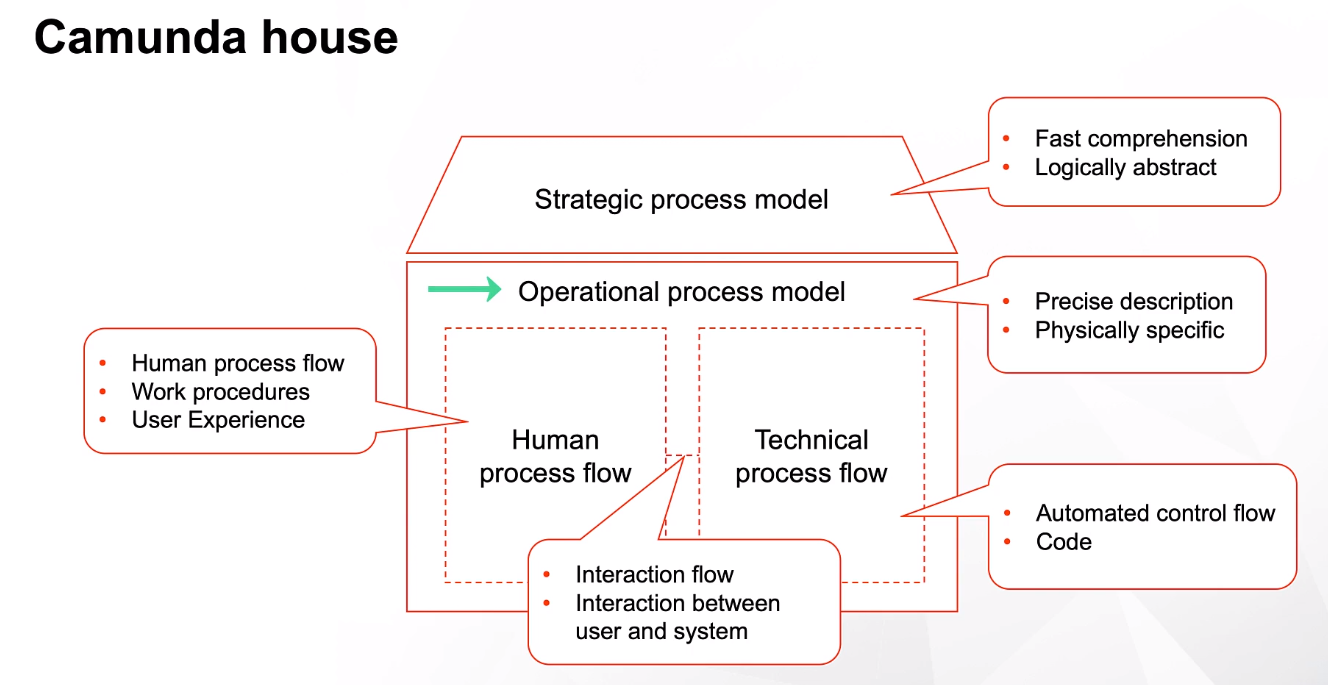 Camunda house
Strategic process model
• Fast comprehension
• Logically abstract
Operational process model
• Precise description
• Physically specific
• Human process flow
• Work procedures
• User Experience
Human
process flow
Technical
process flow
• Automated control flow
• Code
• Interaction flow
• Interaction between
user and system